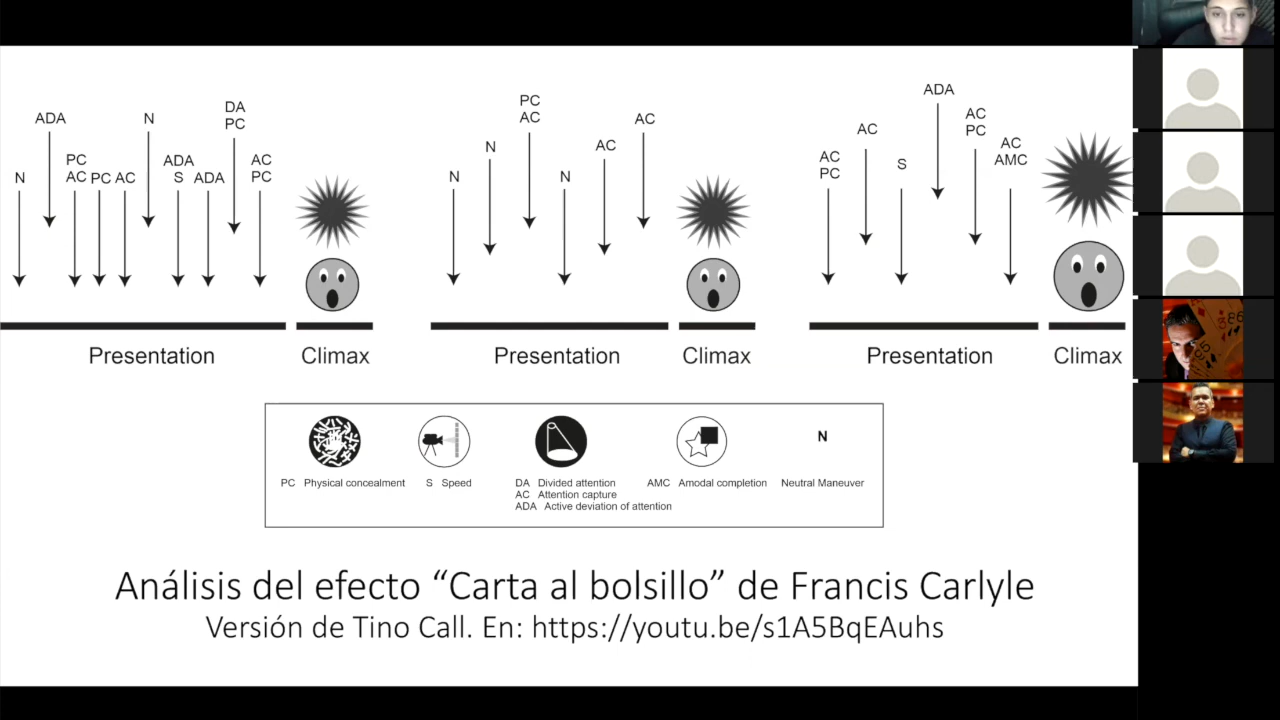 ADA
N
DA
PC
PC
AC
N
PC
AC
ADA
S
ADA
AC
PC
N
N
PC
AC
N
AC
AC
AC
PC
AC
S
ADA
AC
PC
AC
AMC
Presentation
Climax
Presentation
Climax
Presentation
Climax
N
PC Physical concealment
S Speed
DA Divided attention
AC Attention capture
ADA Active deviation of attention
AMC Amodal completion
Neutral Maneuver
Análisis del efecto “Carta al bolsillo” de Francis Carlyle
Versión de Tino Call. En: https://youtu.be/s1A5BqEAuhs